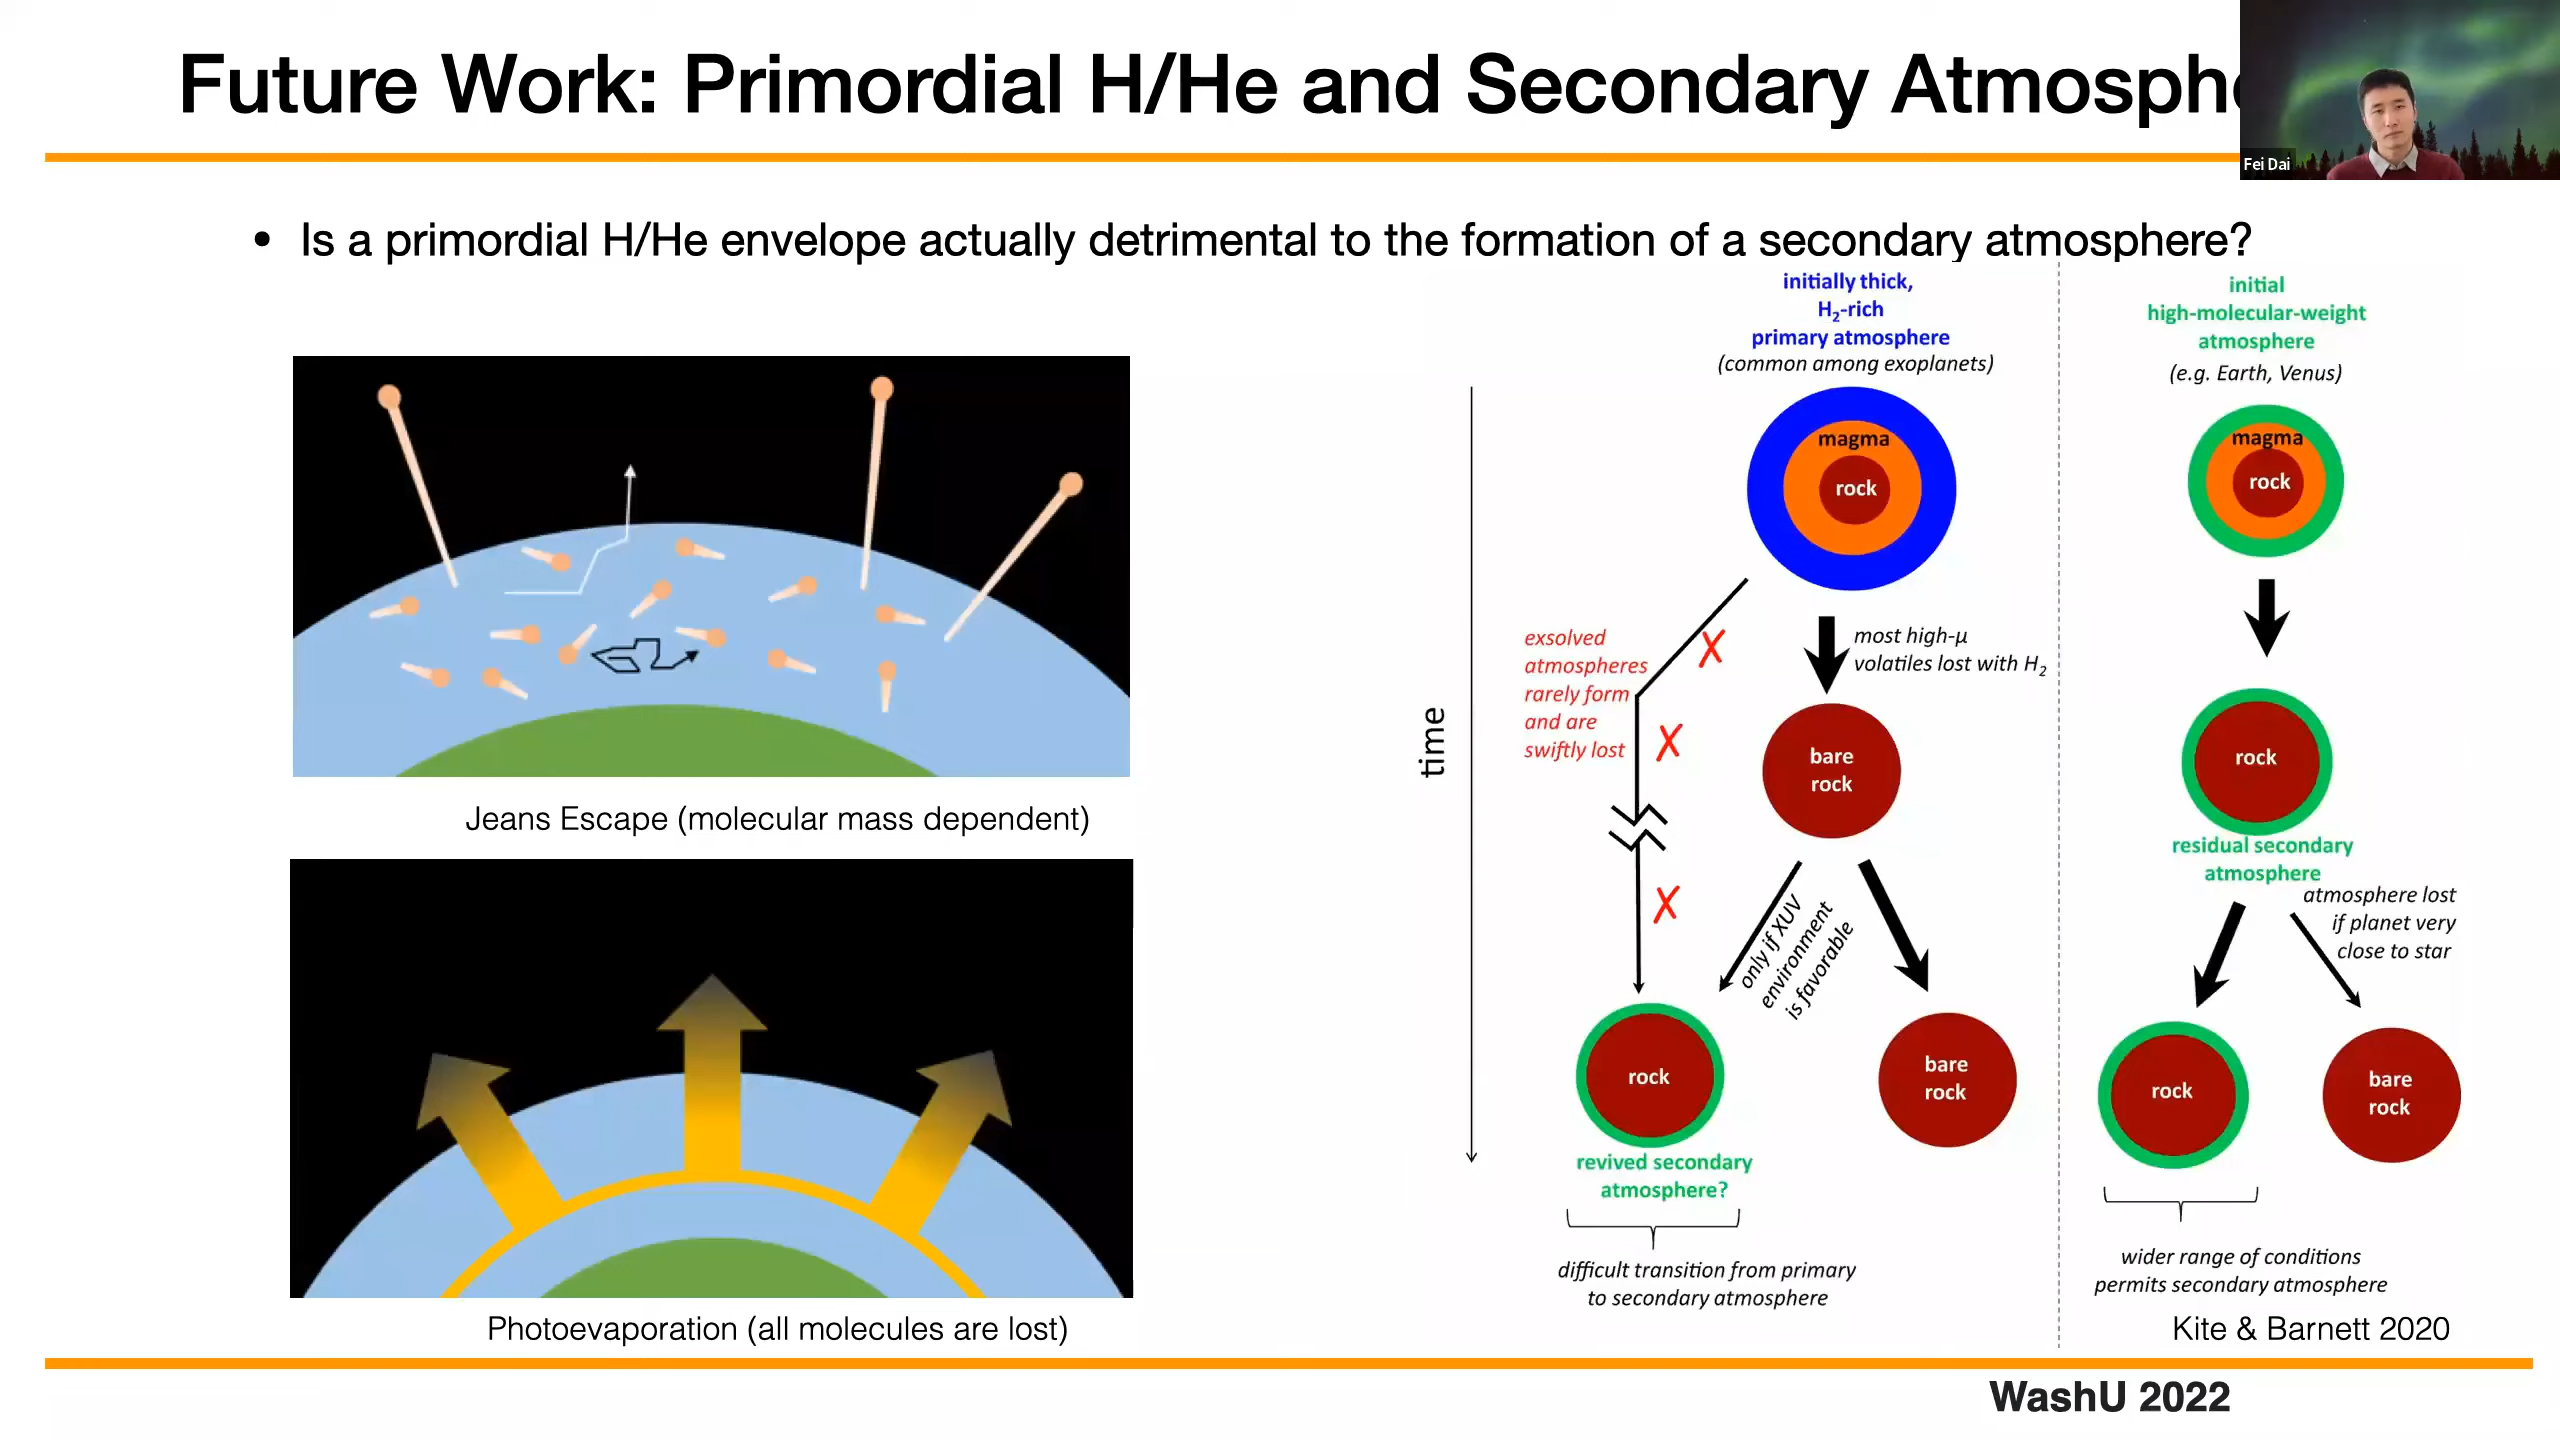 Future Work: Primordial H/He and Secondary Atmosph
Fei Dai
• Is a primordial H/He envelope actually detrimental to the formation of a secondary atmosphere?
Jeans Escape (molecular mass dependent)
Photoevaporation (all molecules are lost)
time
initially thick,
H2-rich
primary atmosphere
(common among exoplanets)
magma
rock
exsolved
atmospheres
rarely form
and are
swiftly lost
X
X
X
most high-μ
volatiles lost with H2
bare
rock
only if XUV
environment
is favorable
rock
bare
rock
revived secondary
atmosphere?
difficult transition from primary
to secondary atmosphere
initial
high-molecular-weight
atmosphere
(e.g. Earth, Venus)
magma
rock
rock
residual secondary
atmosphere
atmosphere lost
if planet very
close to star
rock
bare
rock
wider range of conditions
permits secondary atmosphere
Kite & Barnett 2020
WashU 2022